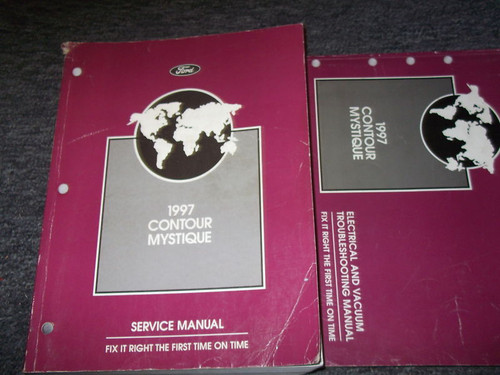 Ford
1997
CONTOUR
MYSTIQUE
SERVICE MANUAL
FIX IT RIGHT THE FIRST TIME ON TIME
1997
CONTOUR
MYSTIQUE
ELECTRICAL AND VACUUM
TROUBLESHOOTING MANUAL
FIX IT RIGHT THE FIRST TIME ON TIME